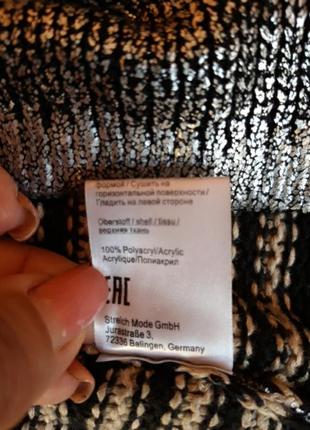 формой / Сушить на
горизонтальной поверхности /
Гладить на левой стороне
Oberstoff / shell / tissu /
верхняя ткань
100% Polyacryl/Acrylic
Acrylique/Полиакрил
EAC
Streich Mode GmbH
Jurastraße 3,
72336 Balingen, Germany